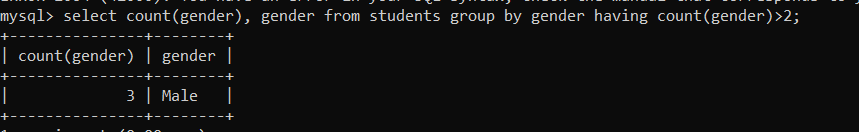 mysql> select count(gender), gender from students group by gender having count(gender)>2;
+---------------+--------+
| count(gender) | gender |
+---------------+--------+
|             3 | Male   |
+---------------+--------+